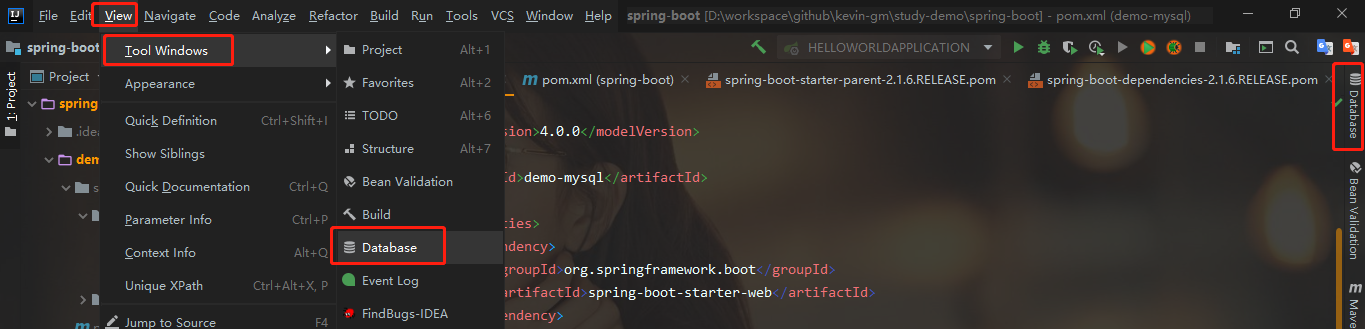 IJ File Edit View Navigate Code Analyze Refactor Build Run Tools VCS Window Help spring-boot [D:\workspace\github\kevin-gm\study-demo\spring-boot] - pom.xml (demo-mysql)
spring-boot
HELLOWORLDAPPLICATION
1: Project
Project
pom.xml (spring-boot)
spring-boot-starter-parent-2.1.6.RELEASE.pom
spring-boot-dependencies-2.1.6.RELEASE.pom
spring
.idea
dem
s
Tool Windows
Appearance
Quick Definition Ctrl+Shift+I
Show Siblings
Quick Documentation Ctrl+Q
Parameter Info Ctrl+P
Context Info Alt+Q
Unique XPath Ctrl+Alt+X, P
Jump to Source F4
Project Alt+1
Favorites Alt+2
TODO Alt+6
Structure Alt+7
Bean Validation
Build
Database
Event Log
FindBugs-IDEA
sion>4.0.0</modelVersion>
Id>demo-mysql</artifactId>
cies>
endency>
groupId>org.springframework.boot</groupId>
artifactId>spring-boot-starter-web</artifactId>
endency>
Database
Bean Validation
m Mave